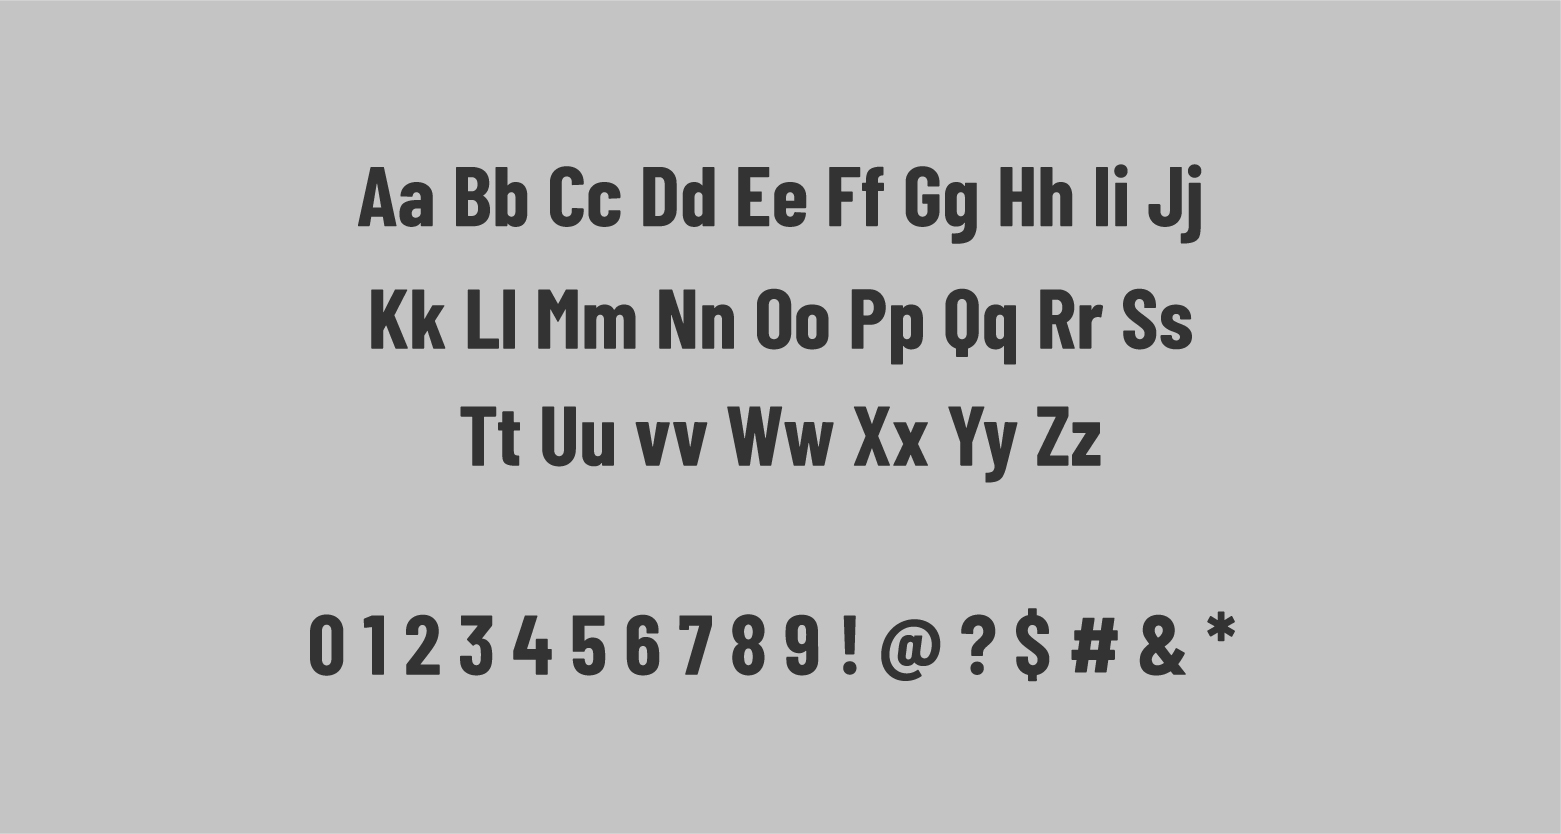 Aa Bb Cc Dd Ee Ff Gg Hh Ii Jj
Kk Ll Mm Nn Oo Pp Qq Rr Ss
Tt Uu vv Ww Xx Yy Zz
0 1 2 3 4 5 6 7 8 9 ! @ ? $ # & *